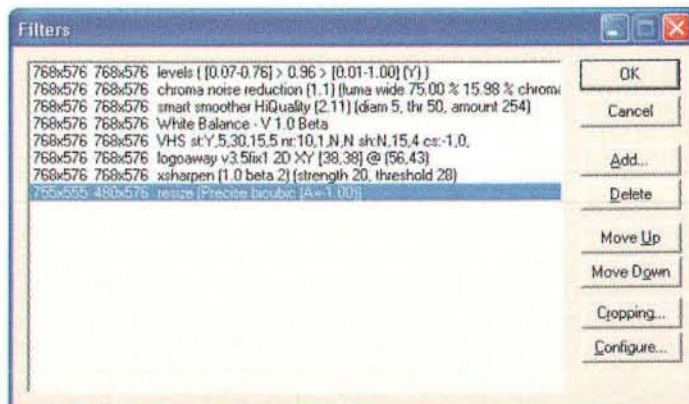 Filters
768x576 768x576 levels ( [0.07-0.76] > 0.96 > [0.01-1.00] (Y) )
768x576 768x576 chroma noise reduction (1.1) (luma wide 75.00 % 15.98 % chroma
768x576 768x576 smart smoother HiQuality (2.11) (diam 5, thr 50, amount 254)
768x576 768x576 White Balance - V 1.0 Beta
768x576 768x576 VHS st:Y,5,30,15,5 nr:10,1,N,N sh:N,15,4 cs:-1,0,
768x576 768x576 logoaway v3.5fix1 2D XY [38,38] @ (56,43)
768x576 768x576 xsharpen (1.0 beta 2) (strength 20, threshold 28)
755x555 480x576 resize (Precise bicubic (A=-1.00))
OK
Cancel
Add...
Delete
Move Up
Move Down
Cropping...
Configure...